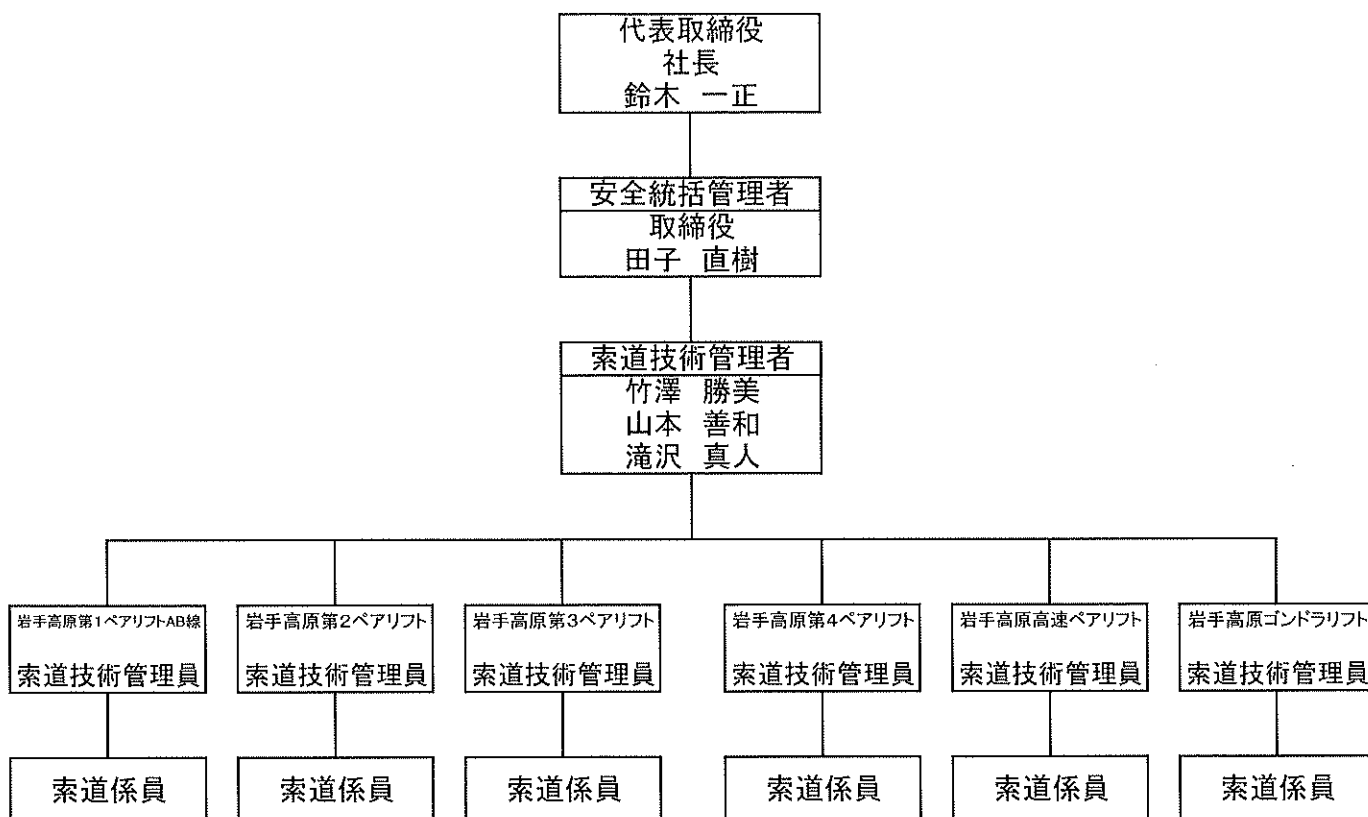 代表取締役
社長
鈴木 一正
安全統括管理者
取締役
田子 直樹
索道技術管理者
竹澤 勝美
山本 善和
滝沢 真人
岩手高原第1ペアリフトAB線
索道技術管理員
岩手高原第2ペアリフト
索道技術管理員
岩手高原第3ペアリフト
索道技術管理員
岩手高原第4ペアリフト
索道技術管理員
岩手高原高速ペアリフト
索道技術管理員
岩手高原ゴンドラリフト
索道技術管理員
索道係員
索道係員
索道係員
索道係員
索道係員
索道係員